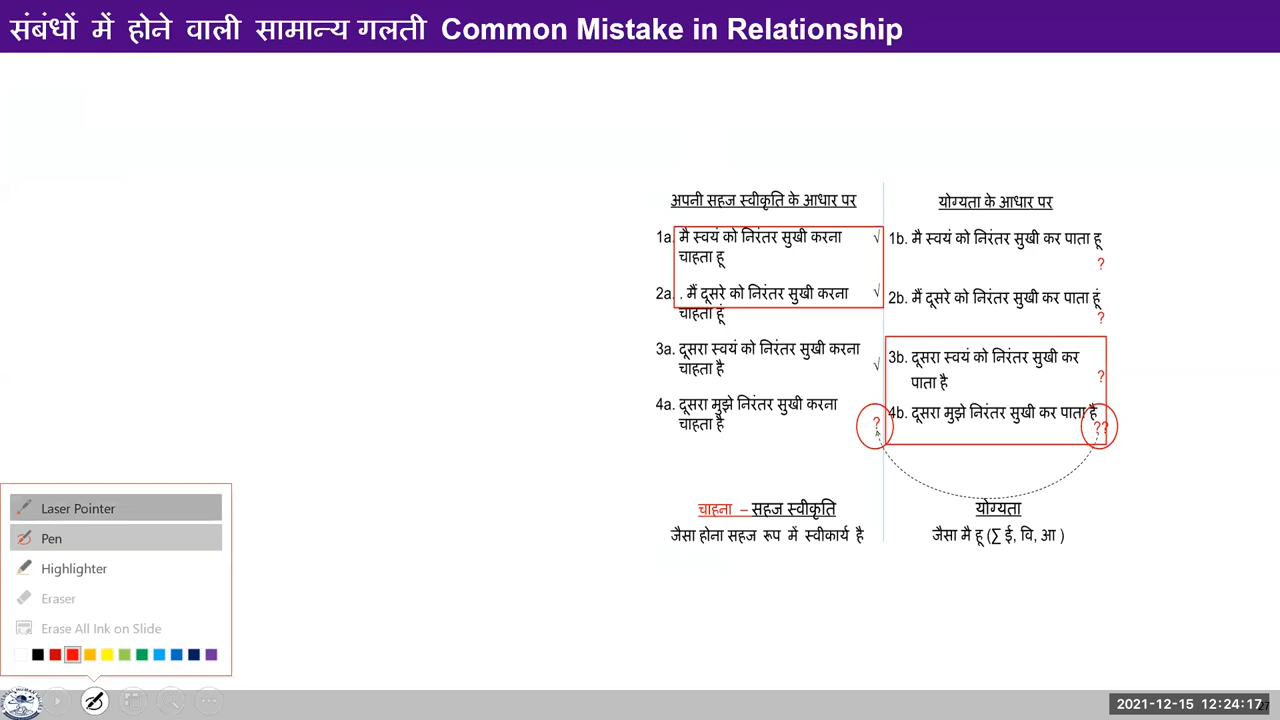 संबंधों में होने वाली सामान्य गलती Common Mistake in Relationship
अपनी सहज स्वीकृति के आधार पर
1a. मै स्वयं को निरंतर सुखी करना √
चाहता हू
2a. . मैं दूसरे को निरंतर सुखी करना √
चाहता हूं
3a. दूसरा स्वयं को निरंतर सुखी करना
चाहता है √
4a. दूसरा मुझे निरंतर सुखी करना
चाहता है ?
चाहना – सहज स्वीकृति
जैसा होना सहज रूप में स्वीकार्य है
योग्यता के आधार पर
1b. मै स्वयं को निरंतर सुखी कर पाता हू
?
2b. मैं दूसरे को निरंतर सुखी कर पाता हूं
?
3b. दूसरा स्वयं को निरंतर सुखी कर
पाता है ?
4b. दूसरा मुझे निरंतर सुखी कर पाता है
??
योग्यता
जैसा मै हू (∑ ई, वि, आ )
Laser Pointer
Pen
Highlighter
Eraser
Erase All Ink on Slide
2021-12-15 12:24:17
27